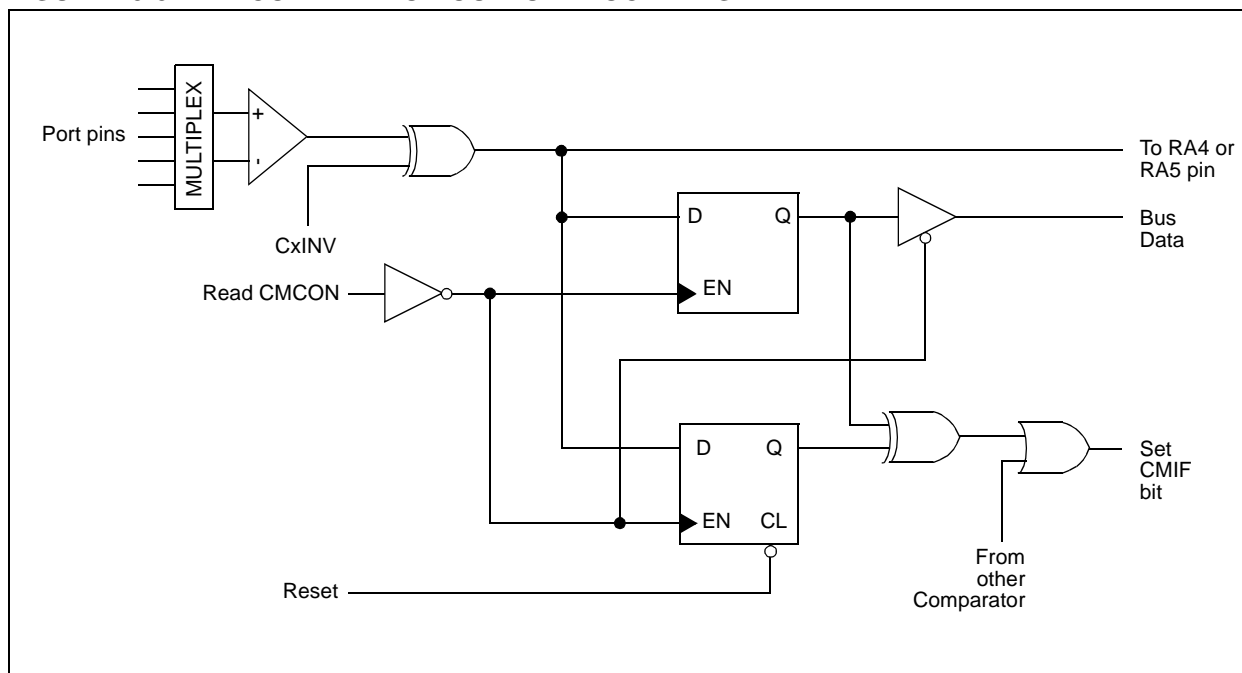 MULTIPLEX
+
-
Port pins
CxINV
Read CMCON
D
Q
EN
D
Q
EN
CL
Reset
To RA4 or
RA5 pin
Bus
Data
Set
CMIF
bit
From
other
Comparator